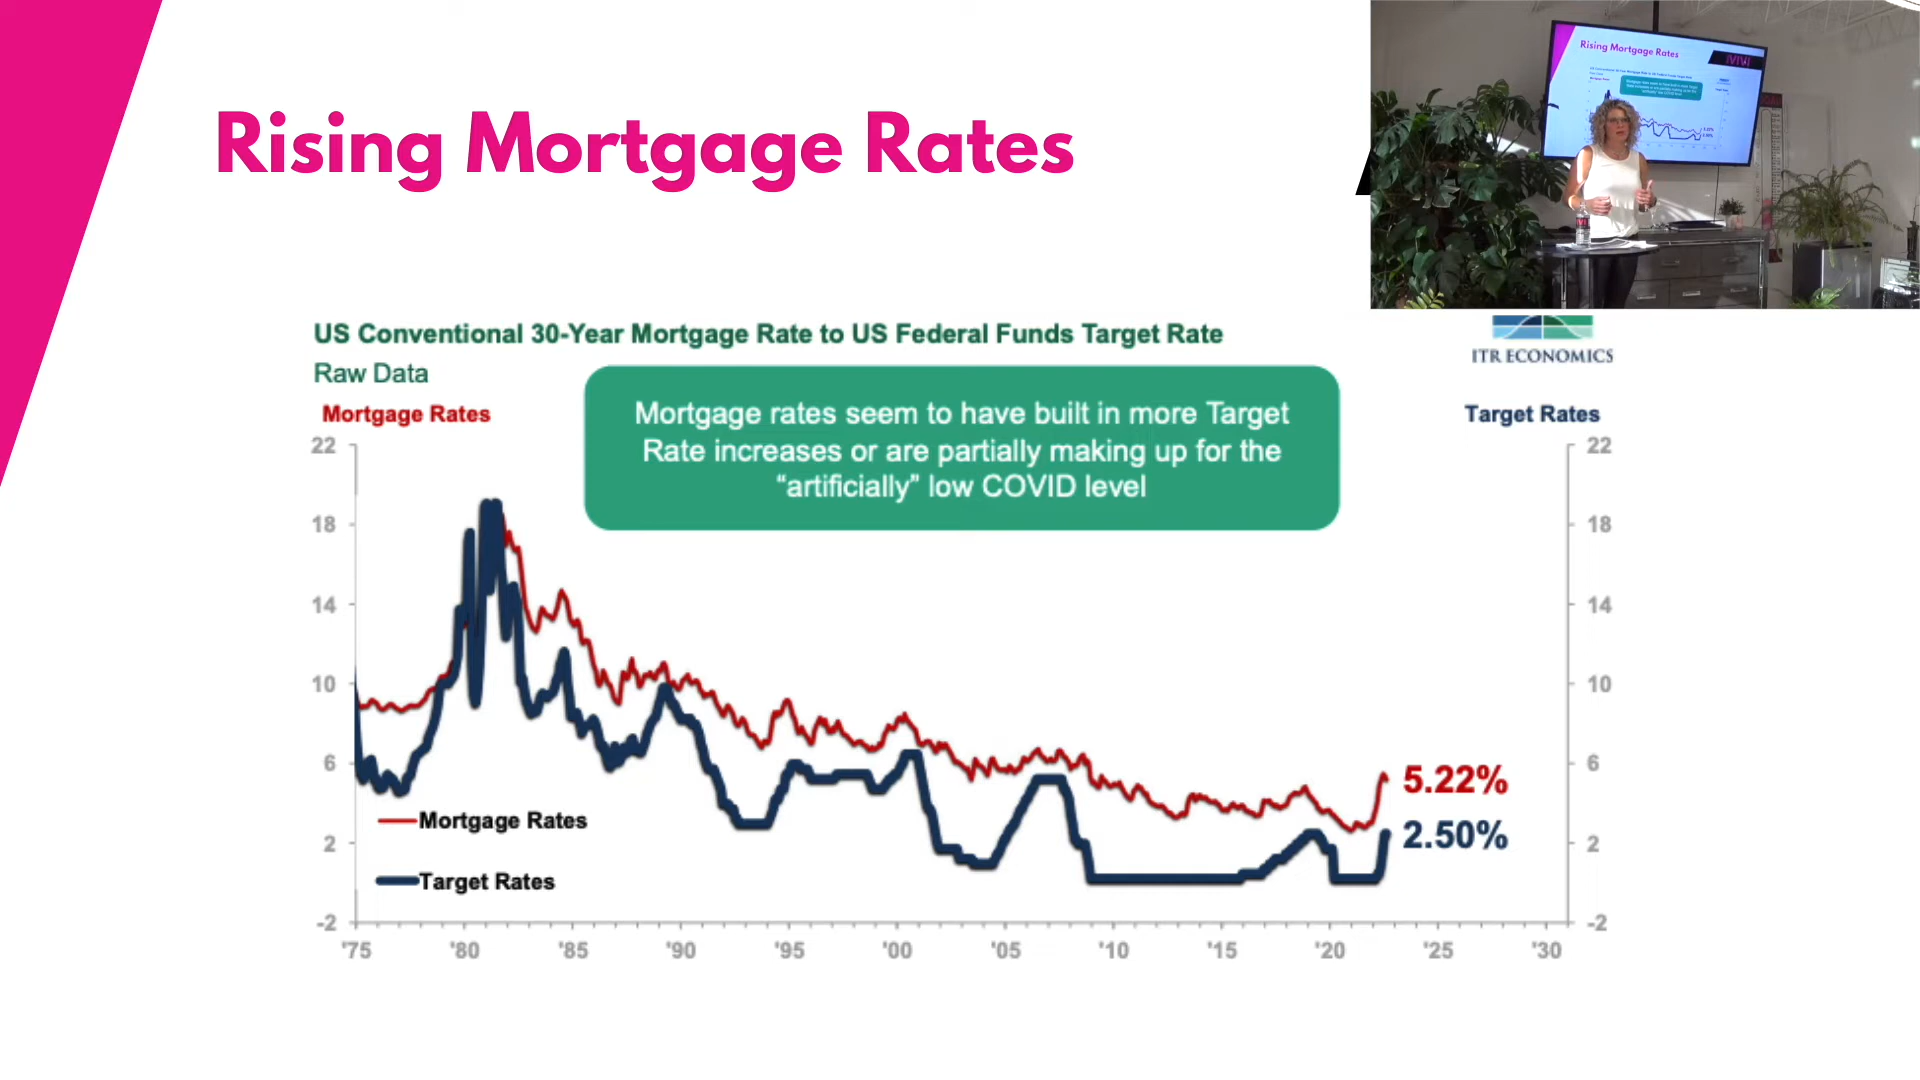 Rising Mortgage Rates
Rising Mortgage Rates
US Conventional 30-Year Mortgage Rate to US Federal Funds Target Rate
Raw Data
ITR ECONOMICS
Mortgage Rates
Target Rates
Mortgage rates seem to have built in more Target
Rate increases or are partially making up for the
“artificially” low COVID level
22
18
14
10
6
2
-2
22
18
14
10
6
2
-2
5.22%
2.50%
Mortgage Rates
Target Rates
'75 '80 '85 '90 '95 '00 '05 '10 '15 '20 '25 '30